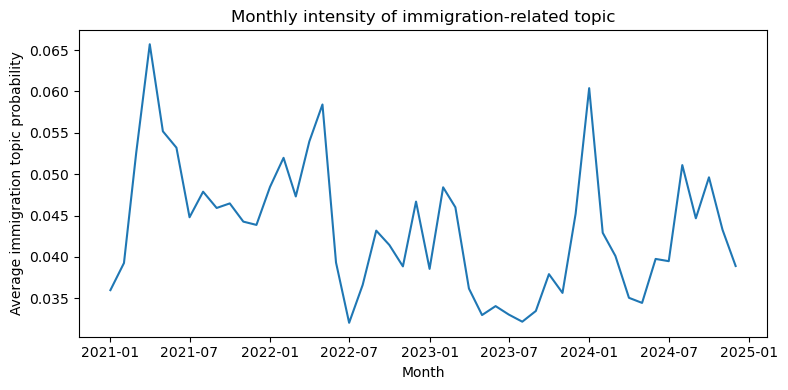 Monthly intensity of immigration-related topic
Average immigration topic probability
0.065
0.060
0.055
0.050
0.045
0.040
0.035
2021-01 2021-07 2022-01 2022-07 2023-01 2023-07 2024-01 2024-07 2025-01
Month